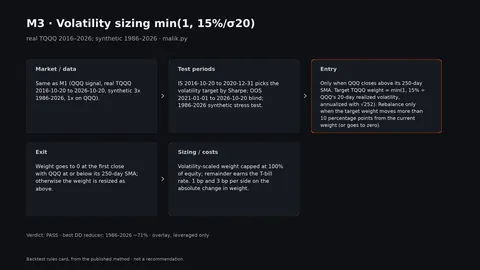 M3 · Volatility sizing min(1, 15%/σ20)
real TQQQ 2016–2026; synthetic 1986–2026 · malik.py
Market / data
Same as M1 (QQQ signal, real TQQQ
2016-10-20 to 2026-10-20, synthetic 3x
1986-2026, 1x on QQQ).
Test periods
IS 2016-10-20 to 2020-12-31 picks the
volatility target by Sharpe; OOS
2021-01-01 to 2026-10-20 blind;
1986-2026 synthetic stress test.
Entry
Only when QQQ closes above its 250-day
SMA. Target TQQQ weight = min(1, 15% ÷
QQQ's 20-day realized volatility,
annualized with √252). Rebalance only
when the target weight moves more than
10 percentage points from the current
weight (or goes to zero).
Exit
Weight goes to 0 at the first close
with QQQ at or below its 250-day SMA;
otherwise the weight is resized as
above.
Sizing / costs
Volatility-scaled weight capped at 100%
of equity; remainder earns the T-bill
rate. 1 bp and 3 bp per side on the
absolute change in weight.
Verdict: PASS · best DD reducer; 1986–2026 −71% · overlay, leveraged only
Backtest rules card, from the published method · not a recommendation.